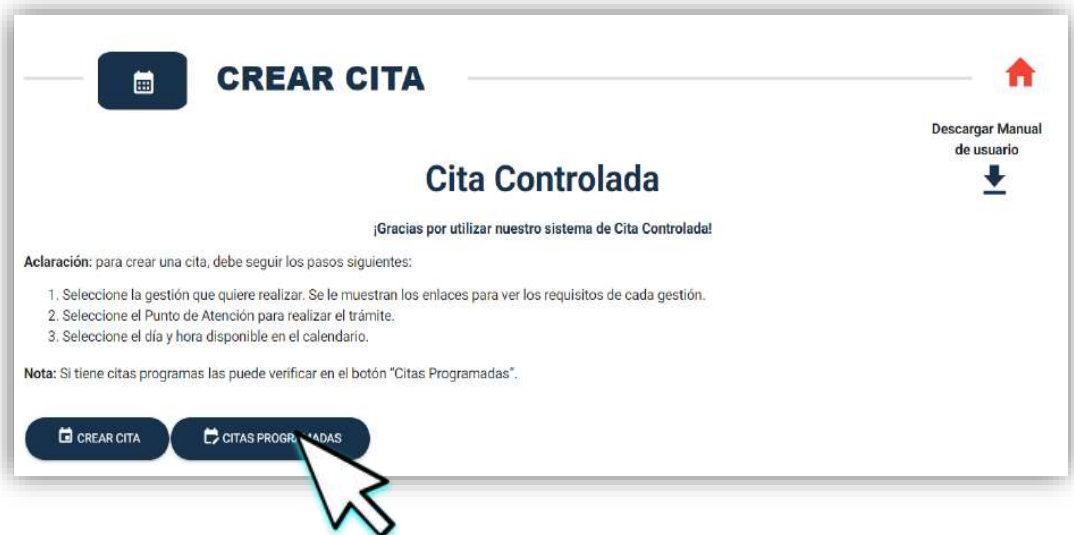 CREAR CITA
Descargar Manual
de usuario
Cita Controlada
¡Gracias por utilizar nuestro sistema de Cita Controlada!
Aclaración: para crear una cita, debe seguir los pasos siguientes:
1. Seleccione la gestión que quiere realizar. Se le muestran los enlaces para ver los requisitos de cada gestión.
2. Seleccione el Punto de Atención para realizar el trámite.
3. Seleccione el día y hora disponible en el calendario.
Nota: Si tiene citas programas las puede verificar en el botón "Citas Programadas".
CREAR CITA
CITAS PROGRAMADAS